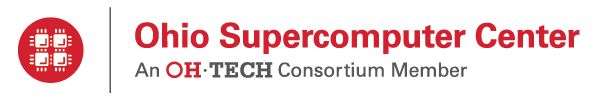 Ohio Supercomputer Center
An OH·TECH Consortium Member